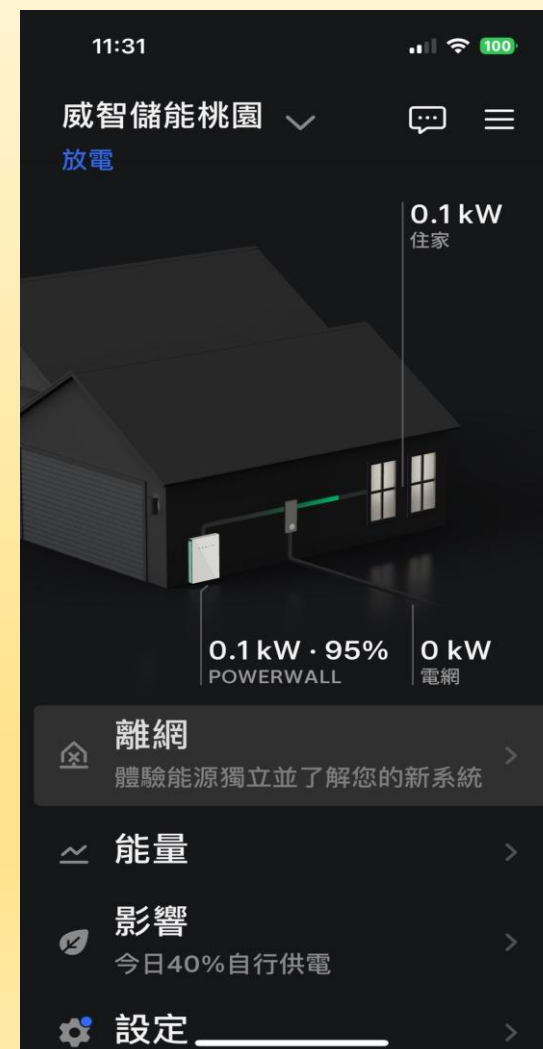 11:31
100
威智儲能桃園
放電
0.1 kW
住家
0.1 kW · 95%
POWERWALL
0 kW
電網
離網
體驗能源獨立並了解您的新系統
能量
影響
今日40%自行供電
設定